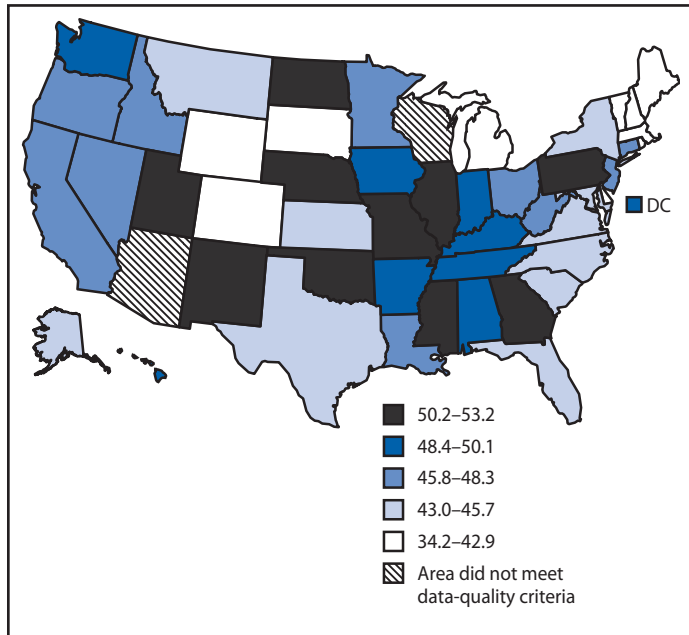 DC
50.2–53.2
48.4–50.1
45.8–48.3
43.0–45.7
34.2–42.9
Area did not meet
data-quality criteria